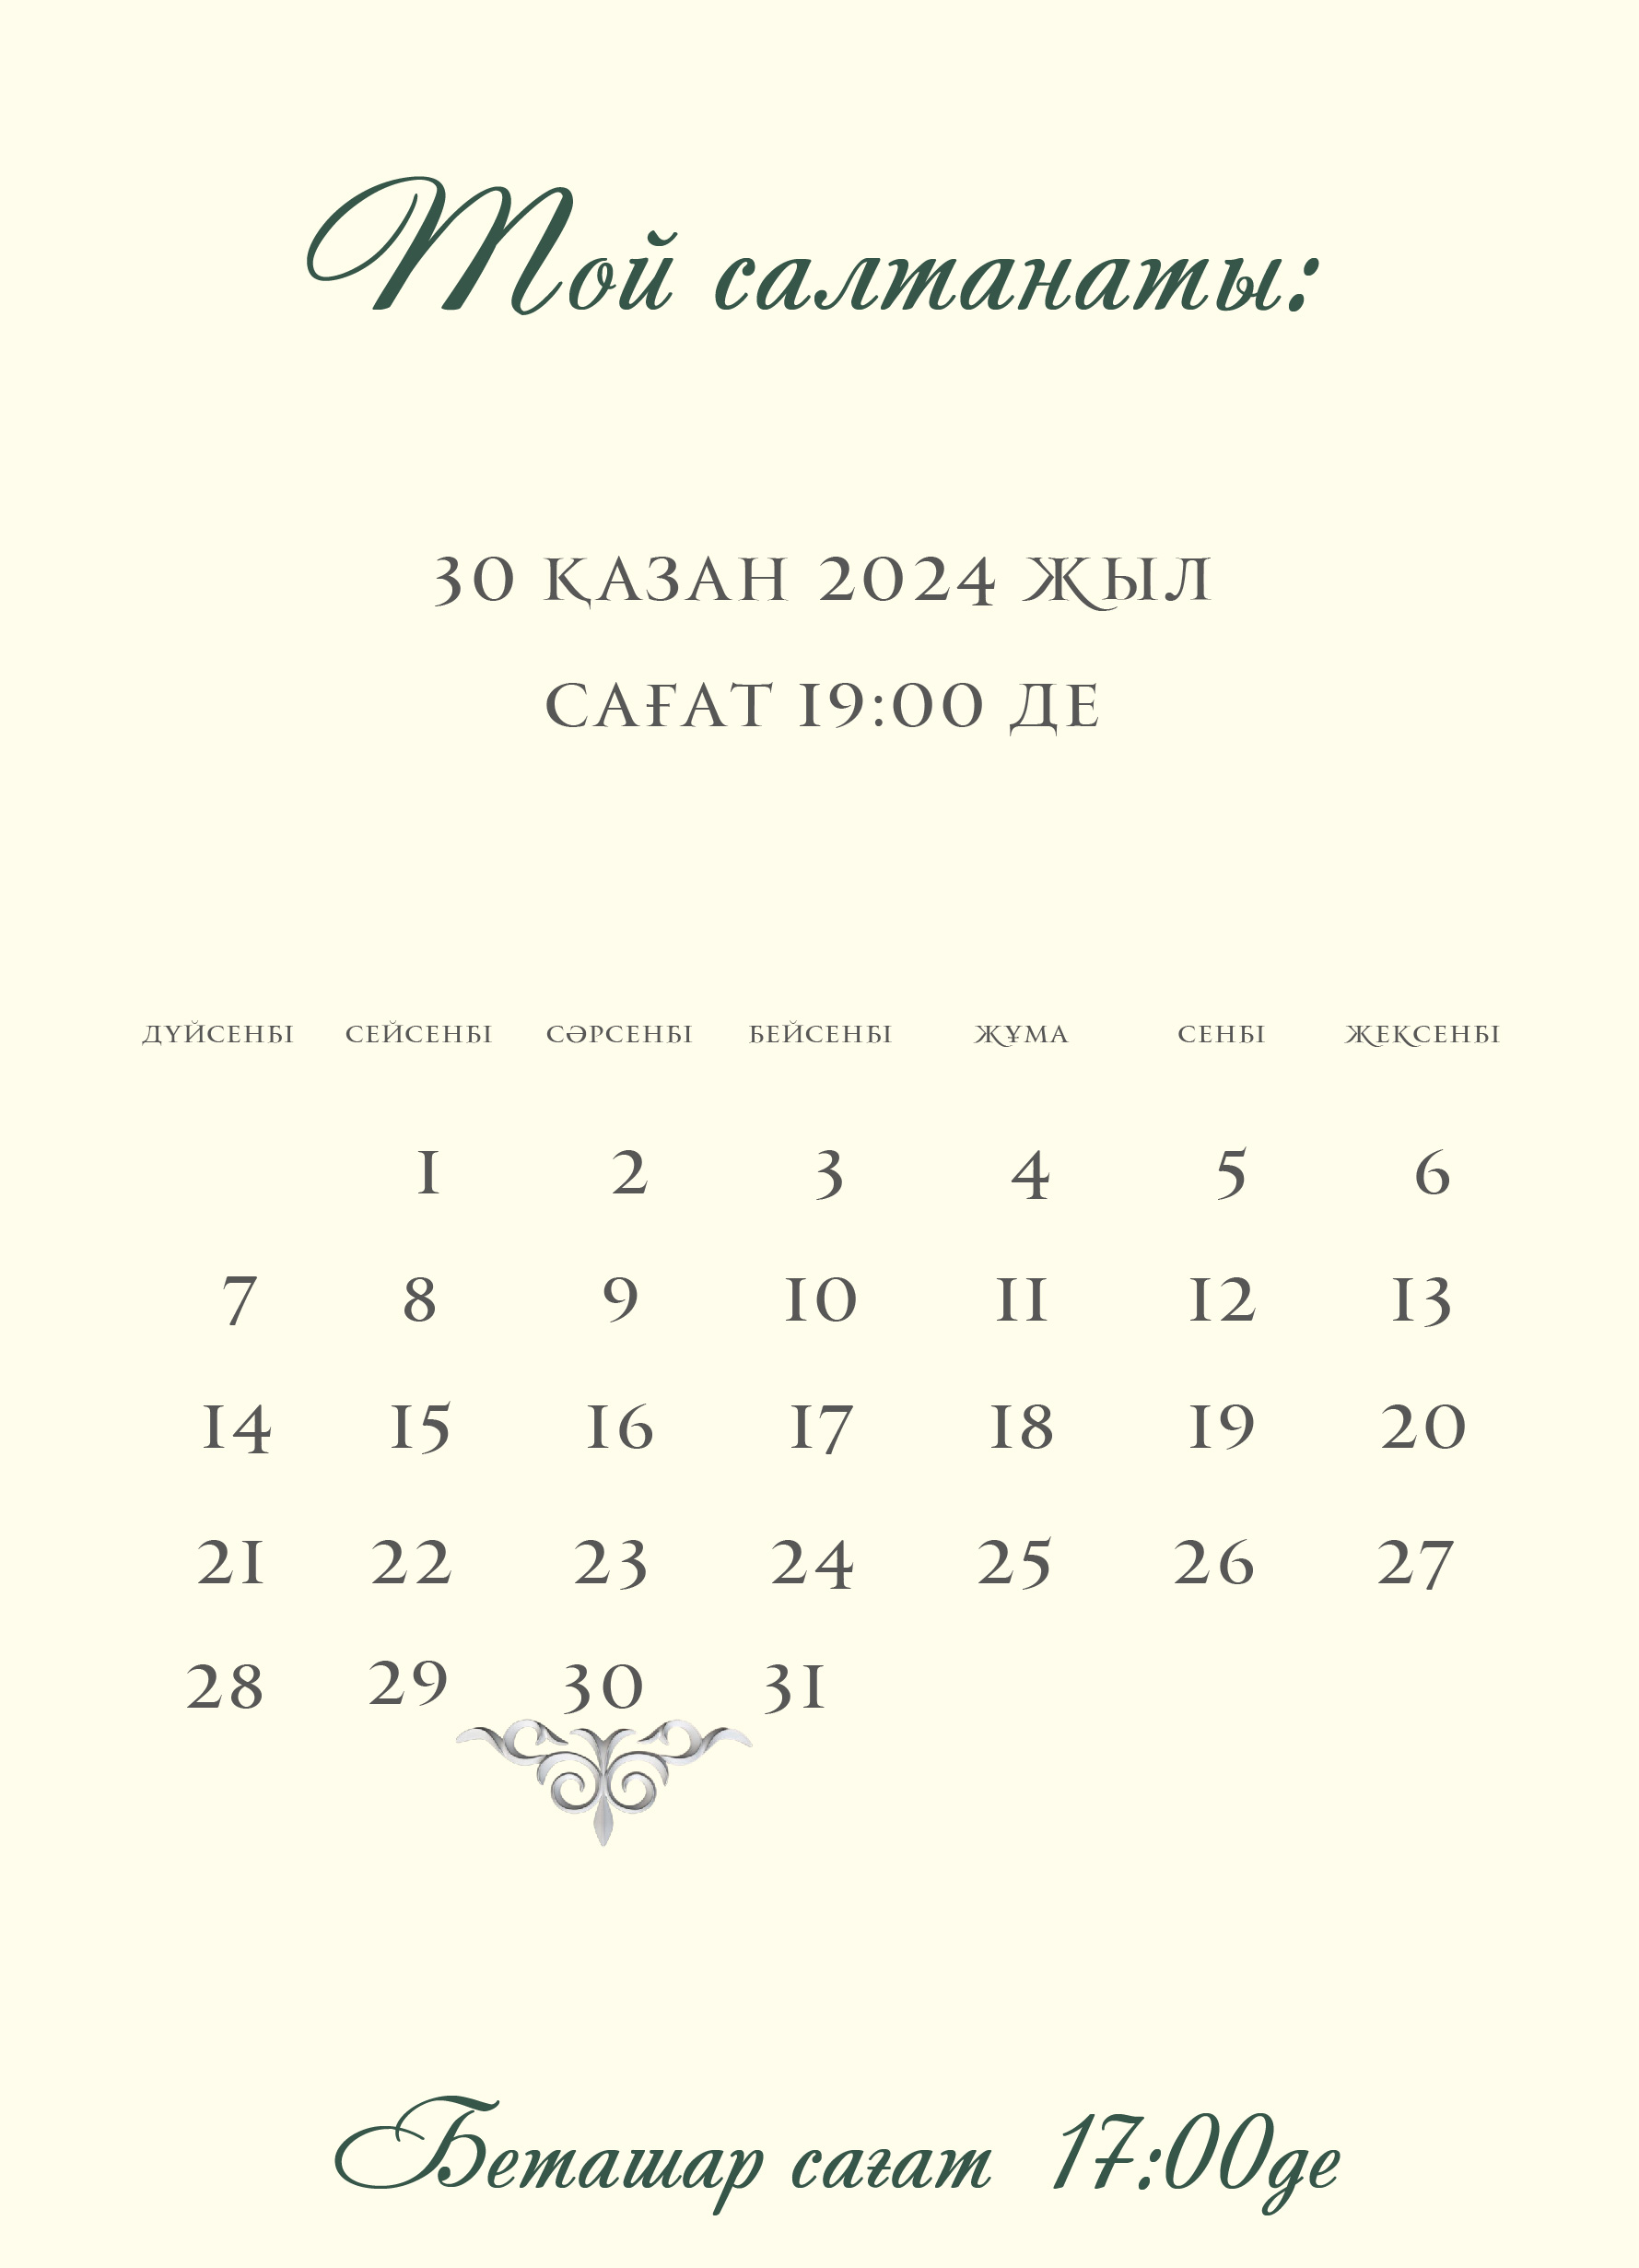 Той салтанаты:
30 ҚАЗАН 2024 ЖЫЛ
САҒАТ 19:00 ДЕ
ДҮЙСЕНБІ СЕЙСЕНБІ СӘРСЕНБІ БЕЙСЕНБІ ЖҰМА СЕНБІ ЖЕКСЕНБІ
1 2 3 4 5 6
7 8 9 10 11 12 13
14 15 16 17 18 19 20
21 22 23 24 25 26 27
28 29 30 31
Беташар сағат 17:00де